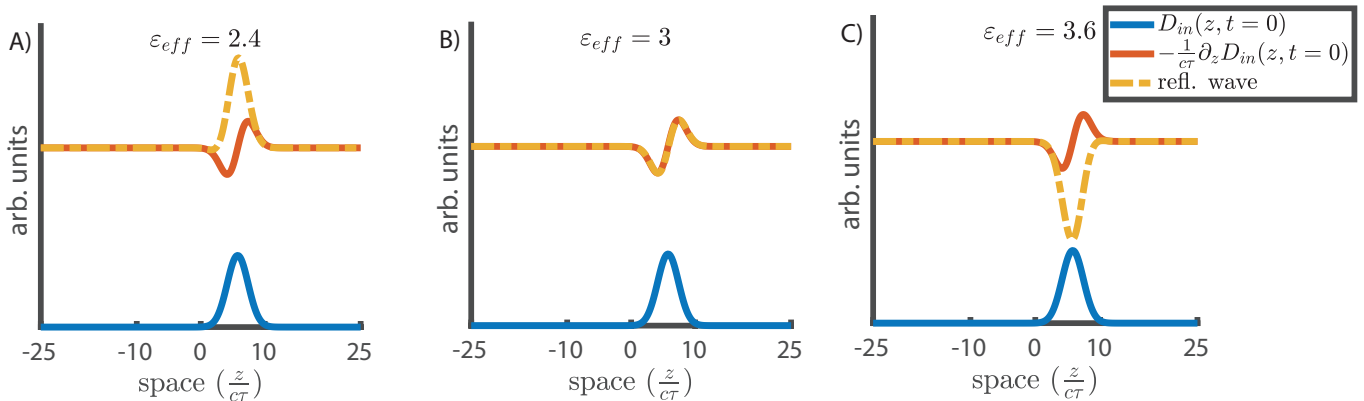 A)
ε_eff = 2.4
arb. units
-25 -10 0 10 25
space (z/cτ)
B)
ε_eff = 3
arb. units
-25 -10 0 10 25
space (z/cτ)
C)
ε_eff = 3.6
D_in(z, t = 0)
-1/cτ ∂_z D_in(z, t = 0)
refl. wave
arb. units
-25 -10 0 10 25
space (z/cτ)